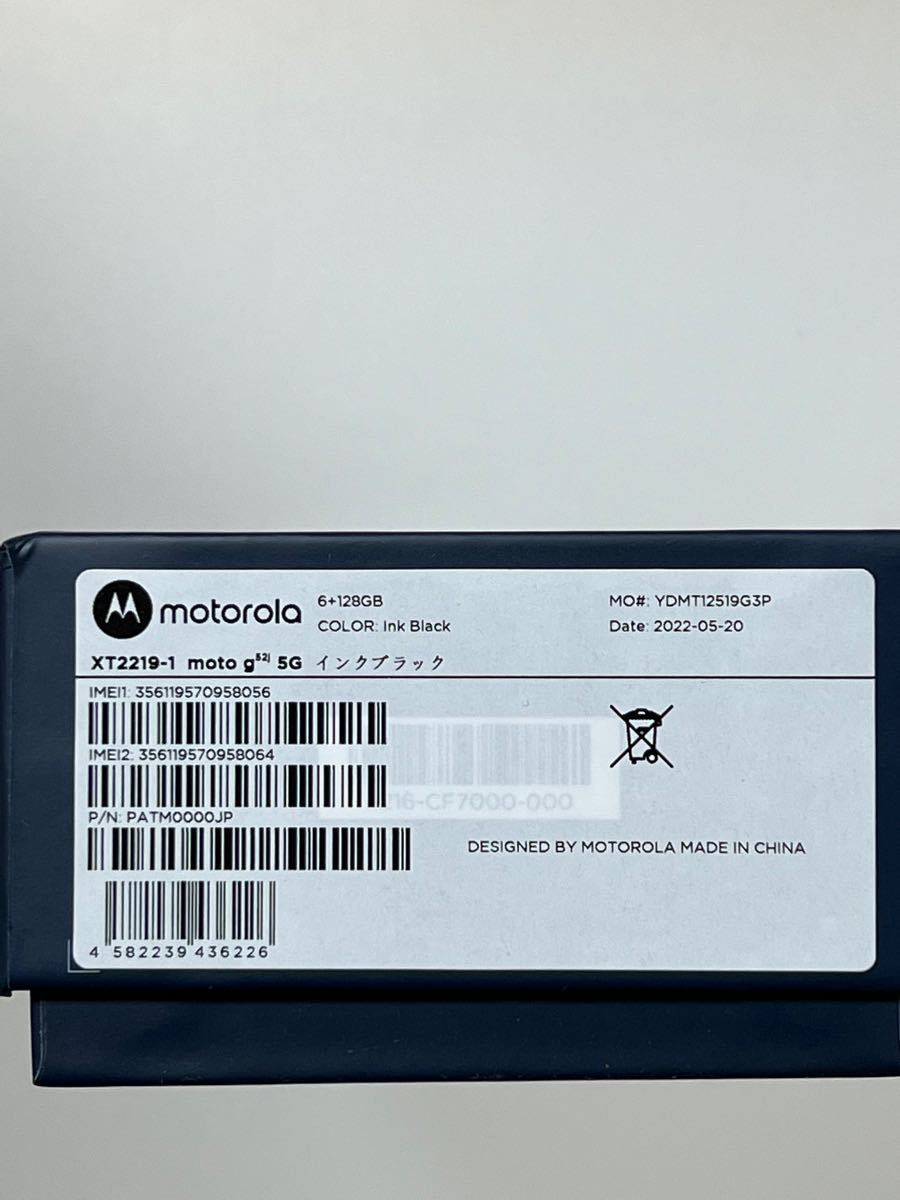 motorola
6+128GB
COLOR: Ink Black
MO#: YDMT12519G3P
Date: 2022-05-20
XT2219-1 moto g52j 5G インクブラック
IMEI1: 356119570958056
IMEI2: 356119570958064
P/N: PATM0000JP
16-CF7000-000
DESIGNED BY MOTOROLA MADE IN CHINA
4 582239 436226